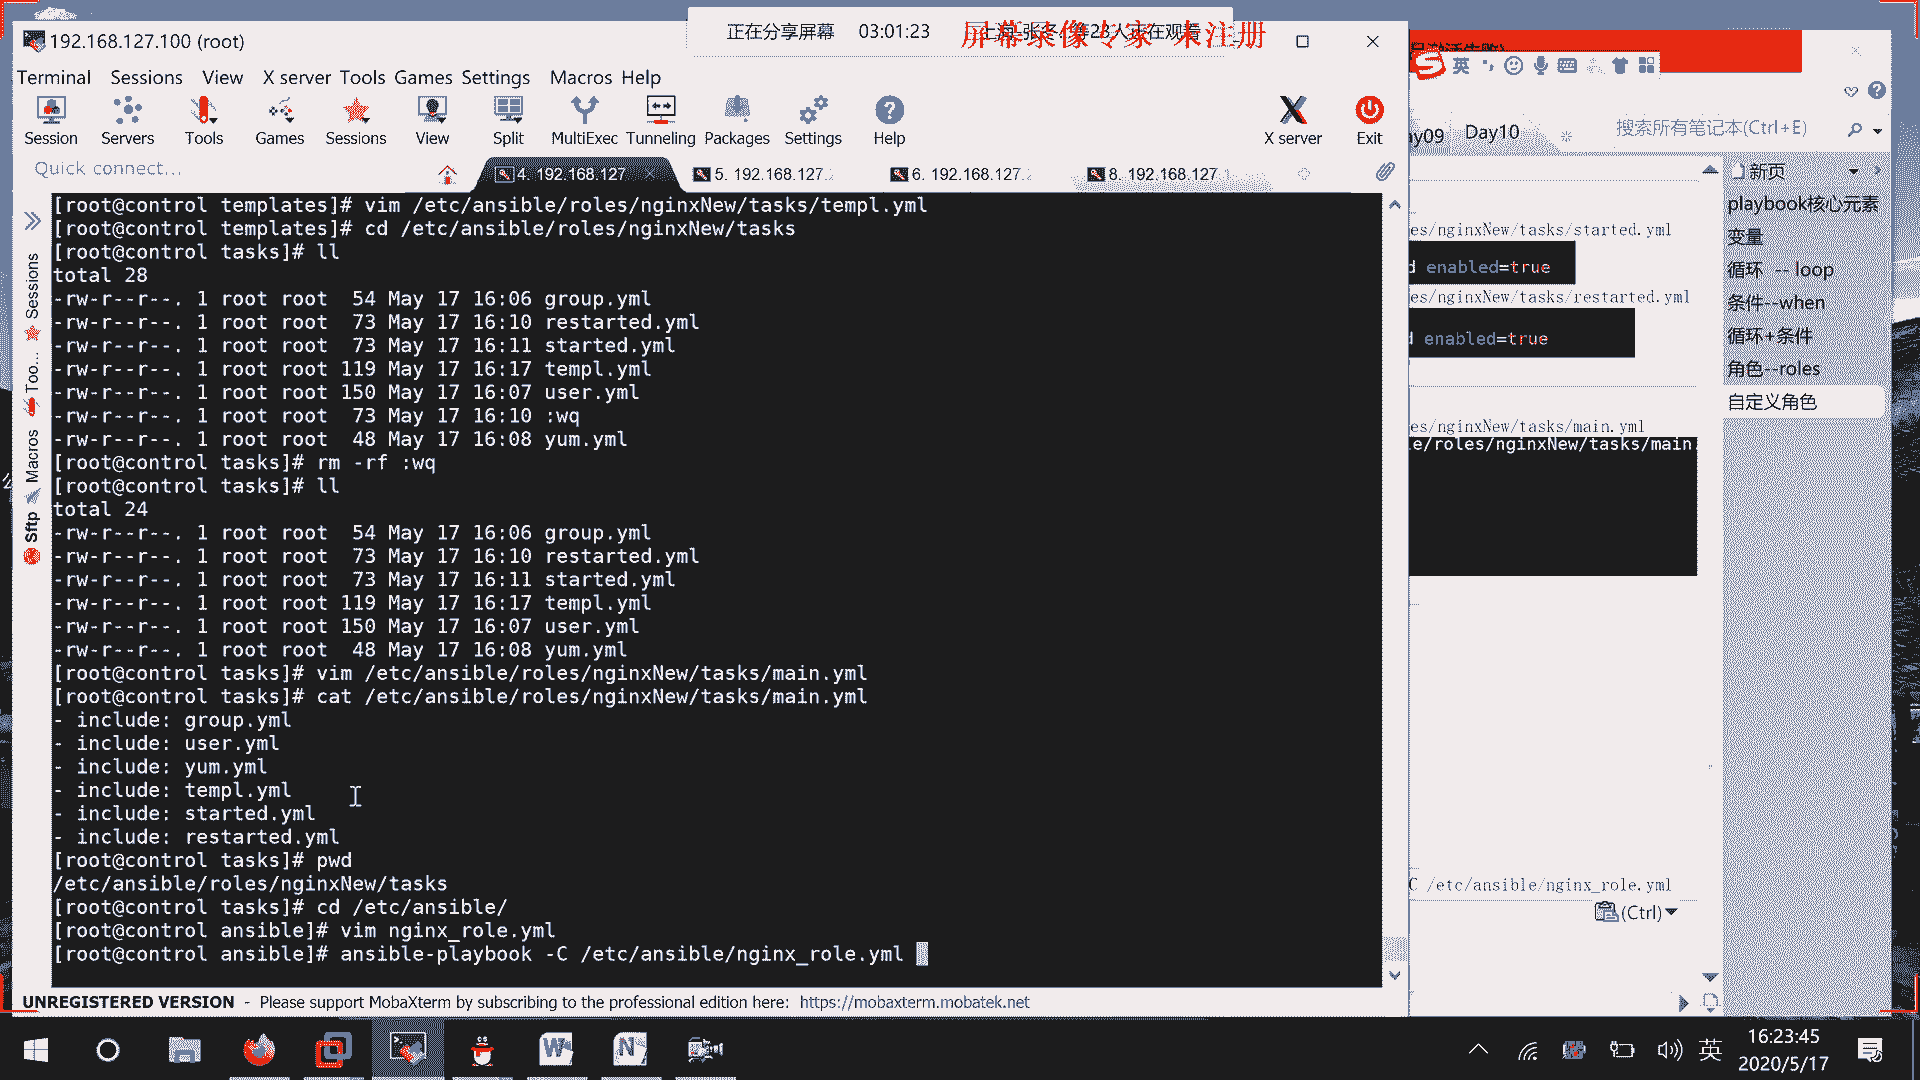 正在分享屏幕 03:01:23
屏幕录像专家 未注册
192.168.127.100 (root)
Terminal Sessions View X server Tools Games Settings Macros Help
Session Servers Tools Games Sessions View Split MultiExec Tunneling Packages Settings Help X server Exit
Quick connect...
4. 192.168.127
5. 192.168.127.
6. 192.168.127.
8. 192.168.127.1
Sessions
Too...
Macros
Sftp
[root@control templates]# vim /etc/ansible/roles/nginxNew/tasks/templ.yml
[root@control templates]# cd /etc/ansible/roles/nginxNew/tasks
[root@control tasks]# ll
total 28
-rw-r--r--. 1 root root  54 May 17 16:06 group.yml
-rw-r--r--. 1 root root  73 May 17 16:10 restarted.yml
-rw-r--r--. 1 root root  73 May 17 16:11 started.yml
-rw-r--r--. 1 root root 119 May 17 16:17 templ.yml
-rw-r--r--. 1 root root 150 May 17 16:07 user.yml
-rw-r--r--. 1 root root  73 May 17 16:10 :wq
-rw-r--r--. 1 root root  48 May 17 16:08 yum.yml
[root@control tasks]# rm -rf :wq
[root@control tasks]# ll
total 24
-rw-r--r--. 1 root root  54 May 17 16:06 group.yml
-rw-r--r--. 1 root root  73 May 17 16:10 restarted.yml
-rw-r--r--. 1 root root  73 May 17 16:11 started.yml
-rw-r--r--. 1 root root 119 May 17 16:17 templ.yml
-rw-r--r--. 1 root root 150 May 17 16:07 user.yml
-rw-r--r--. 1 root root  48 May 17 16:08 yum.yml
[root@control tasks]# vim /etc/ansible/roles/nginxNew/tasks/main.yml
[root@control tasks]# cat /etc/ansible/roles/nginxNew/tasks/main.yml
- include: group.yml
- include: user.yml
- include: yum.yml
- include: templ.yml
- include: started.yml
- include: restarted.yml
[root@control tasks]# pwd
/etc/ansible/roles/nginxNew/tasks
[root@control tasks]# cd /etc/ansible/
[root@control ansible]# vim nginx_role.yml
[root@control ansible]# ansible-playbook -C /etc/ansible/nginx_role.yml
UNREGISTERED VERSION - Please support MobaXterm by subscribing to the professional edition here: https://mobaxterm.mobatek.net
英
ay09 Day10
搜索所有笔记本(Ctrl+E)
新页
playbook核心元素
变量
循环 -- loop
条件--when
循环+条件
角色--roles
自定义角色
es/nginxNew/tasks/started.yml
d enabled=true
es/nginxNew/tasks/restarted.yml
d enabled=true
es/nginxNew/tasks/main.yml
e/roles/nginxNew/tasks/main.
C /etc/ansible/nginx_role.yml
(Ctrl)
英
16:23:45
2020/5/17